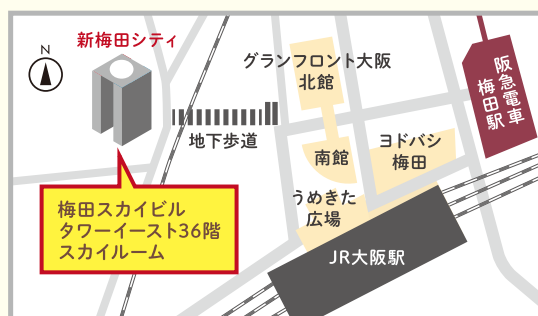 N
新梅田シティ
グランフロント大阪
北館
阪急電車
梅田駅
地下歩道
南館
ヨドバシ
梅田
うめきた
広場
梅田スカイビル
タワーイースト36階
スカイルーム
JR大阪駅